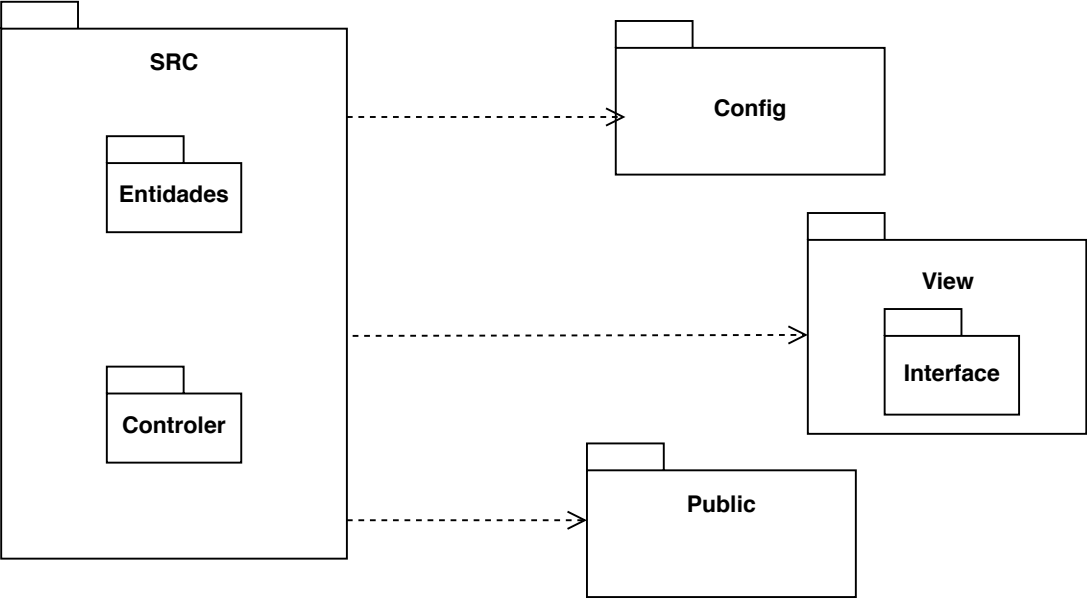 SRC
Config
Entidades
View
Interface
Controler
Public